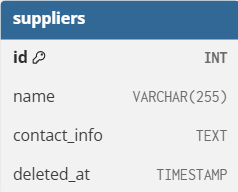 suppliers
id INT
name VARCHAR(255)
contact_info TEXT
deleted_at TIMESTAMP